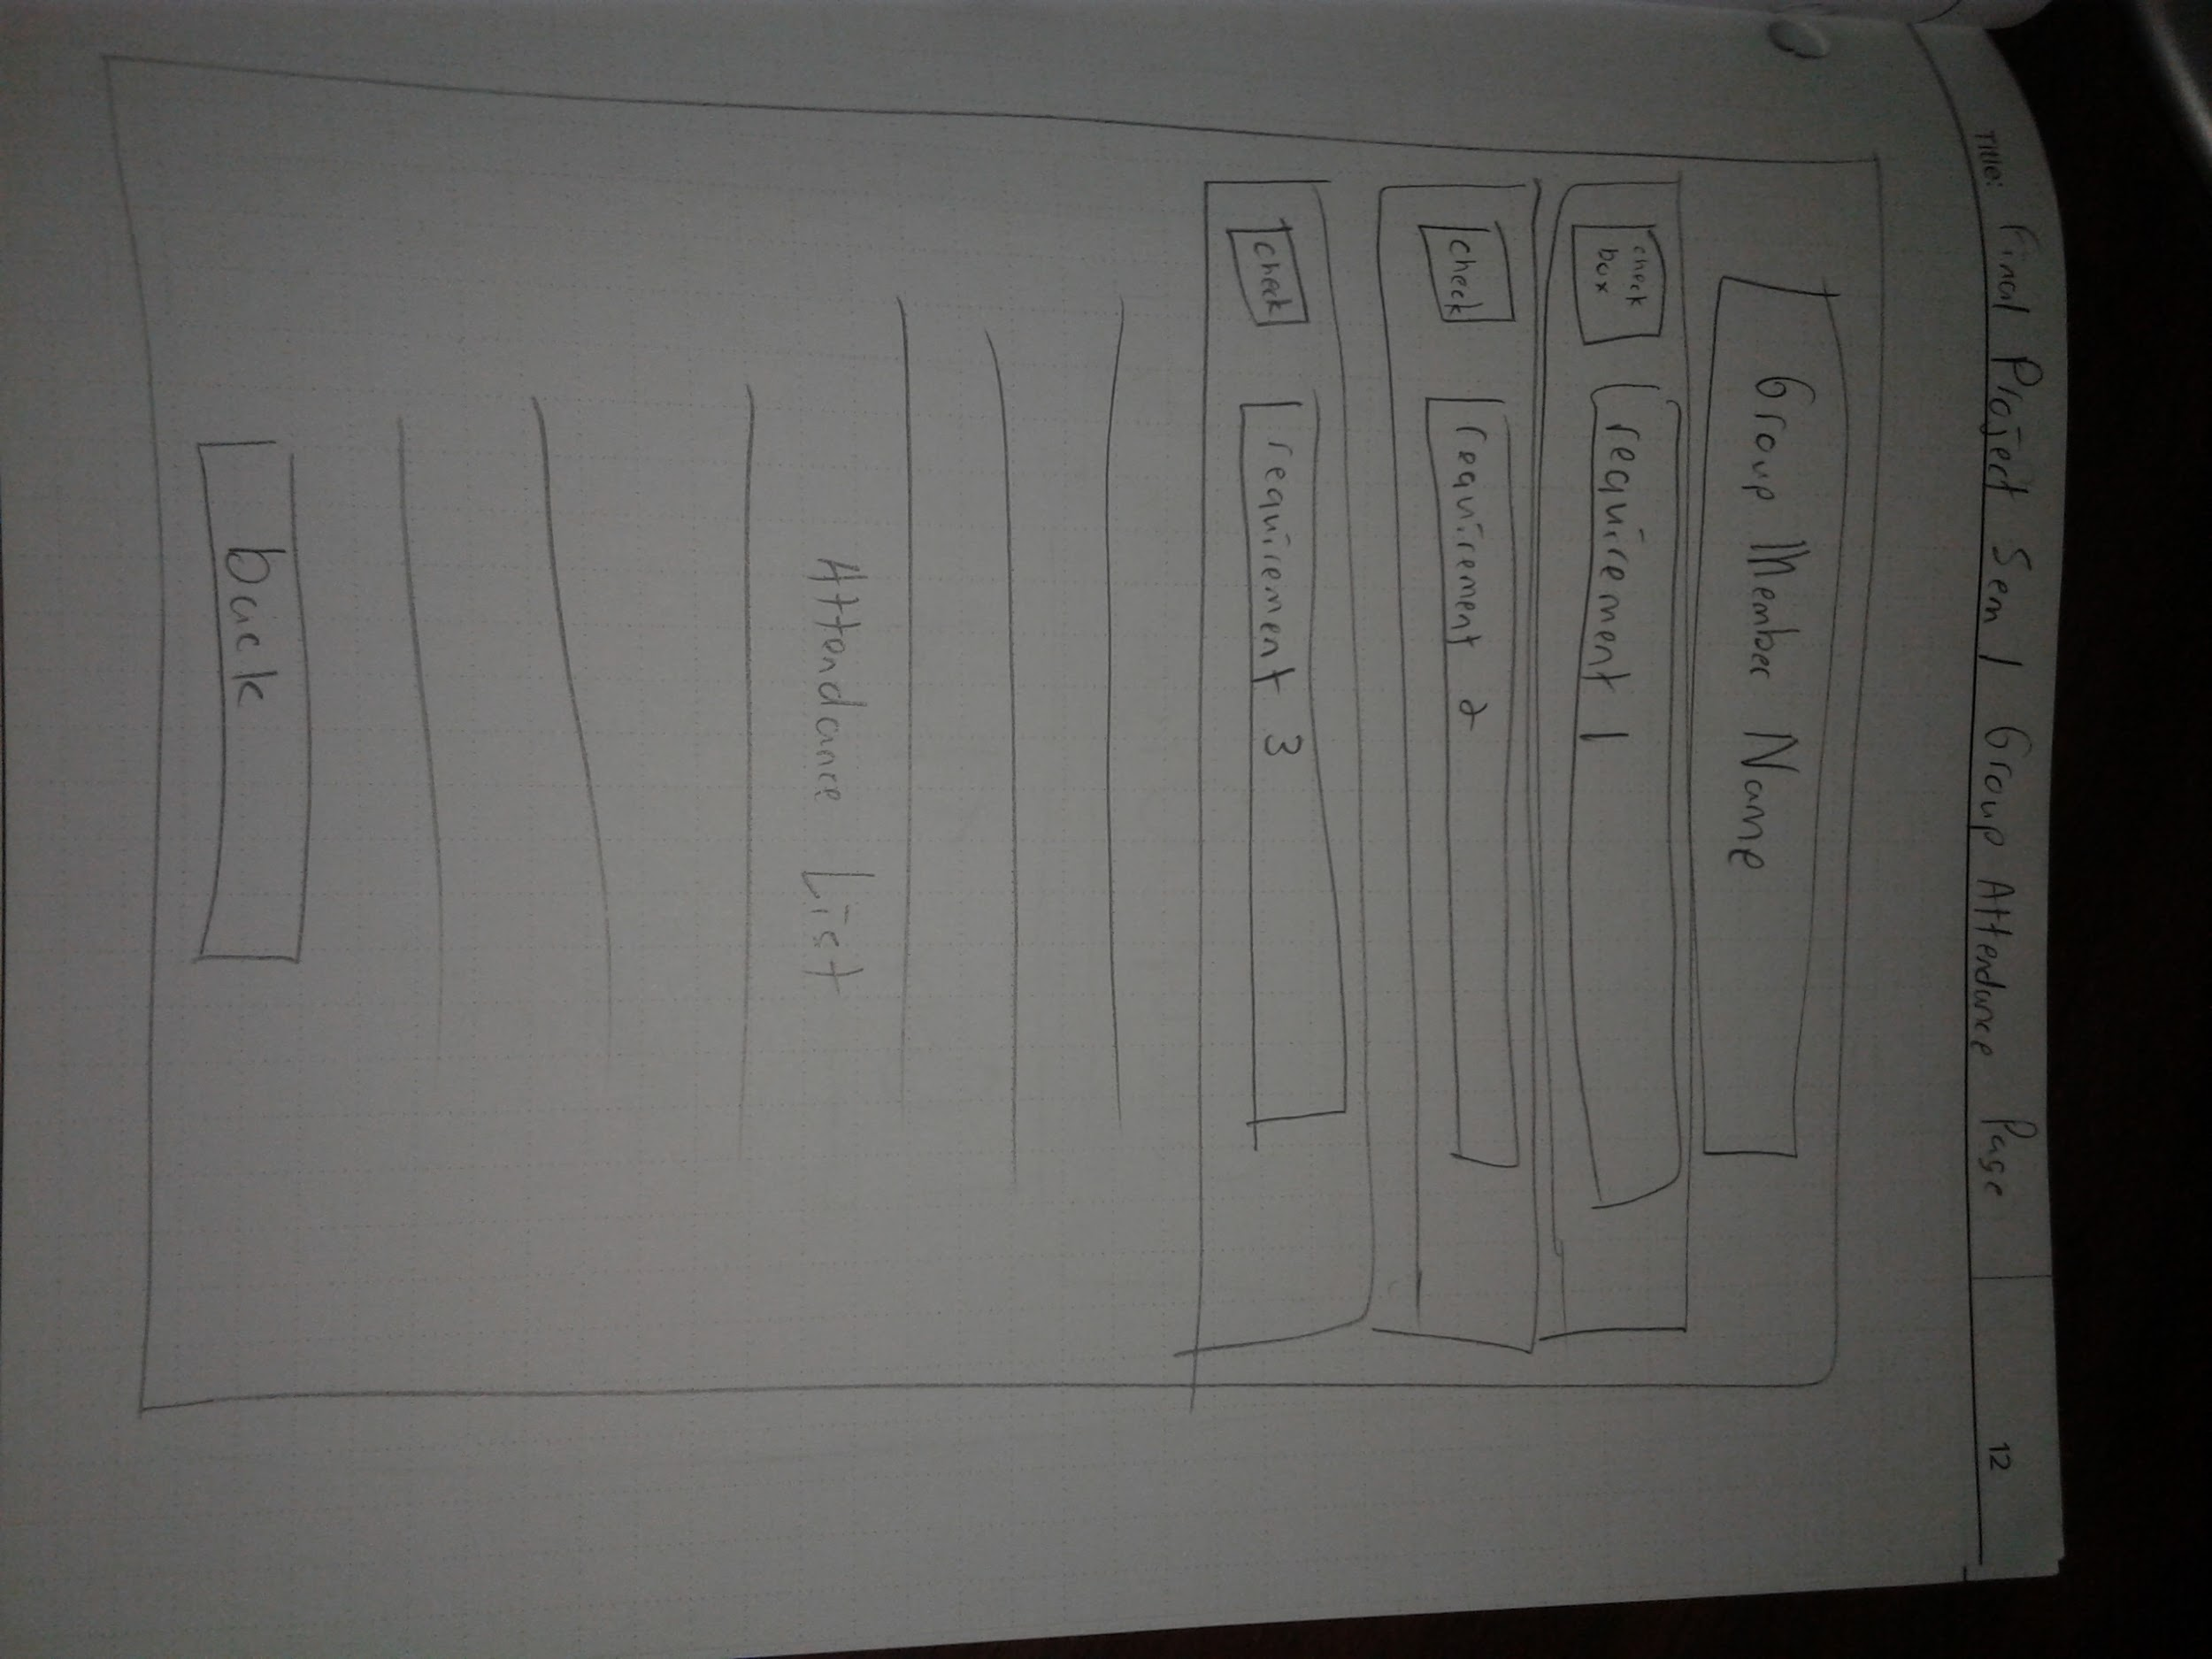 TITLE: Final Project Sem 1 Group Attendance Page 12
Group Member Name
check
box
requirement 1
check
requirement 2
check
requirement 3
Attendance List
back